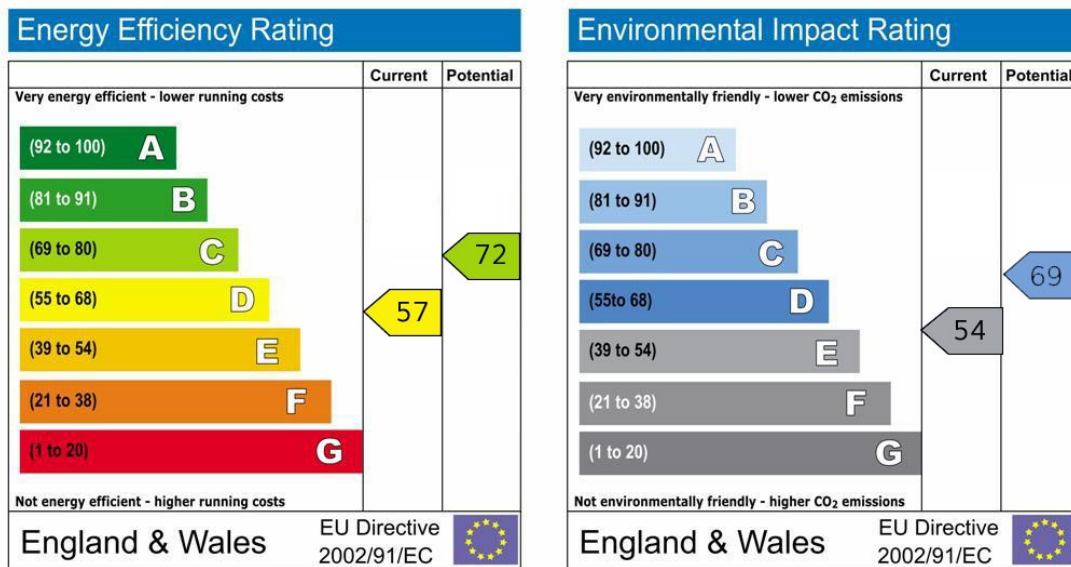 Energy Efficiency Rating
Current Potential
Very energy efficient - lower running costs
(92 to 100) A
(81 to 91) B
(69 to 80) C
72
(55 to 68) D
57
(39 to 54) E
(21 to 38) F
(1 to 20) G
Not energy efficient - higher running costs
England & Wales
EU Directive
2002/91/EC
Environmental Impact Rating
Current Potential
Very environmentally friendly - lower CO₂ emissions
(92 to 100) A
(81 to 91) B
(69 to 80) C
69
(55to 68) D
54
(39 to 54) E
(21 to 38) F
(1 to 20) G
Not environmentally friendly - higher CO₂ emissions
England & Wales
EU Directive
2002/91/EC